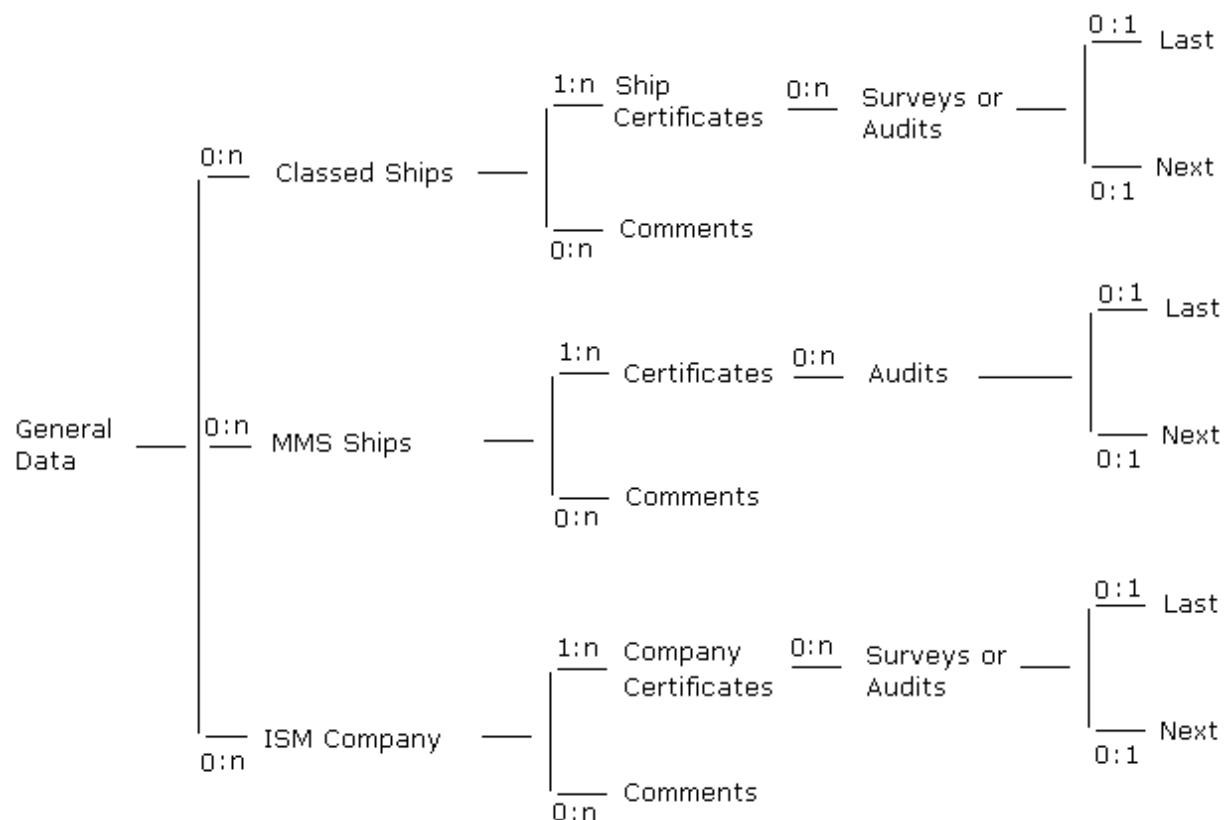 0:1
Last
1:n
Ship
Certificates
0:n
Surveys or
Audits
0:n
Classed Ships
Next
0:1
Comments
0:n
0:1
Last
1:n
Certificates
0:n
Audits
General
Data
0:n
MMS Ships
Next
0:1
Comments
0:n
0:1
Last
1:n
Company
Certificates
0:n
Surveys or
Audits
ISM Company
0:n
Next
0:1
Comments
0:n